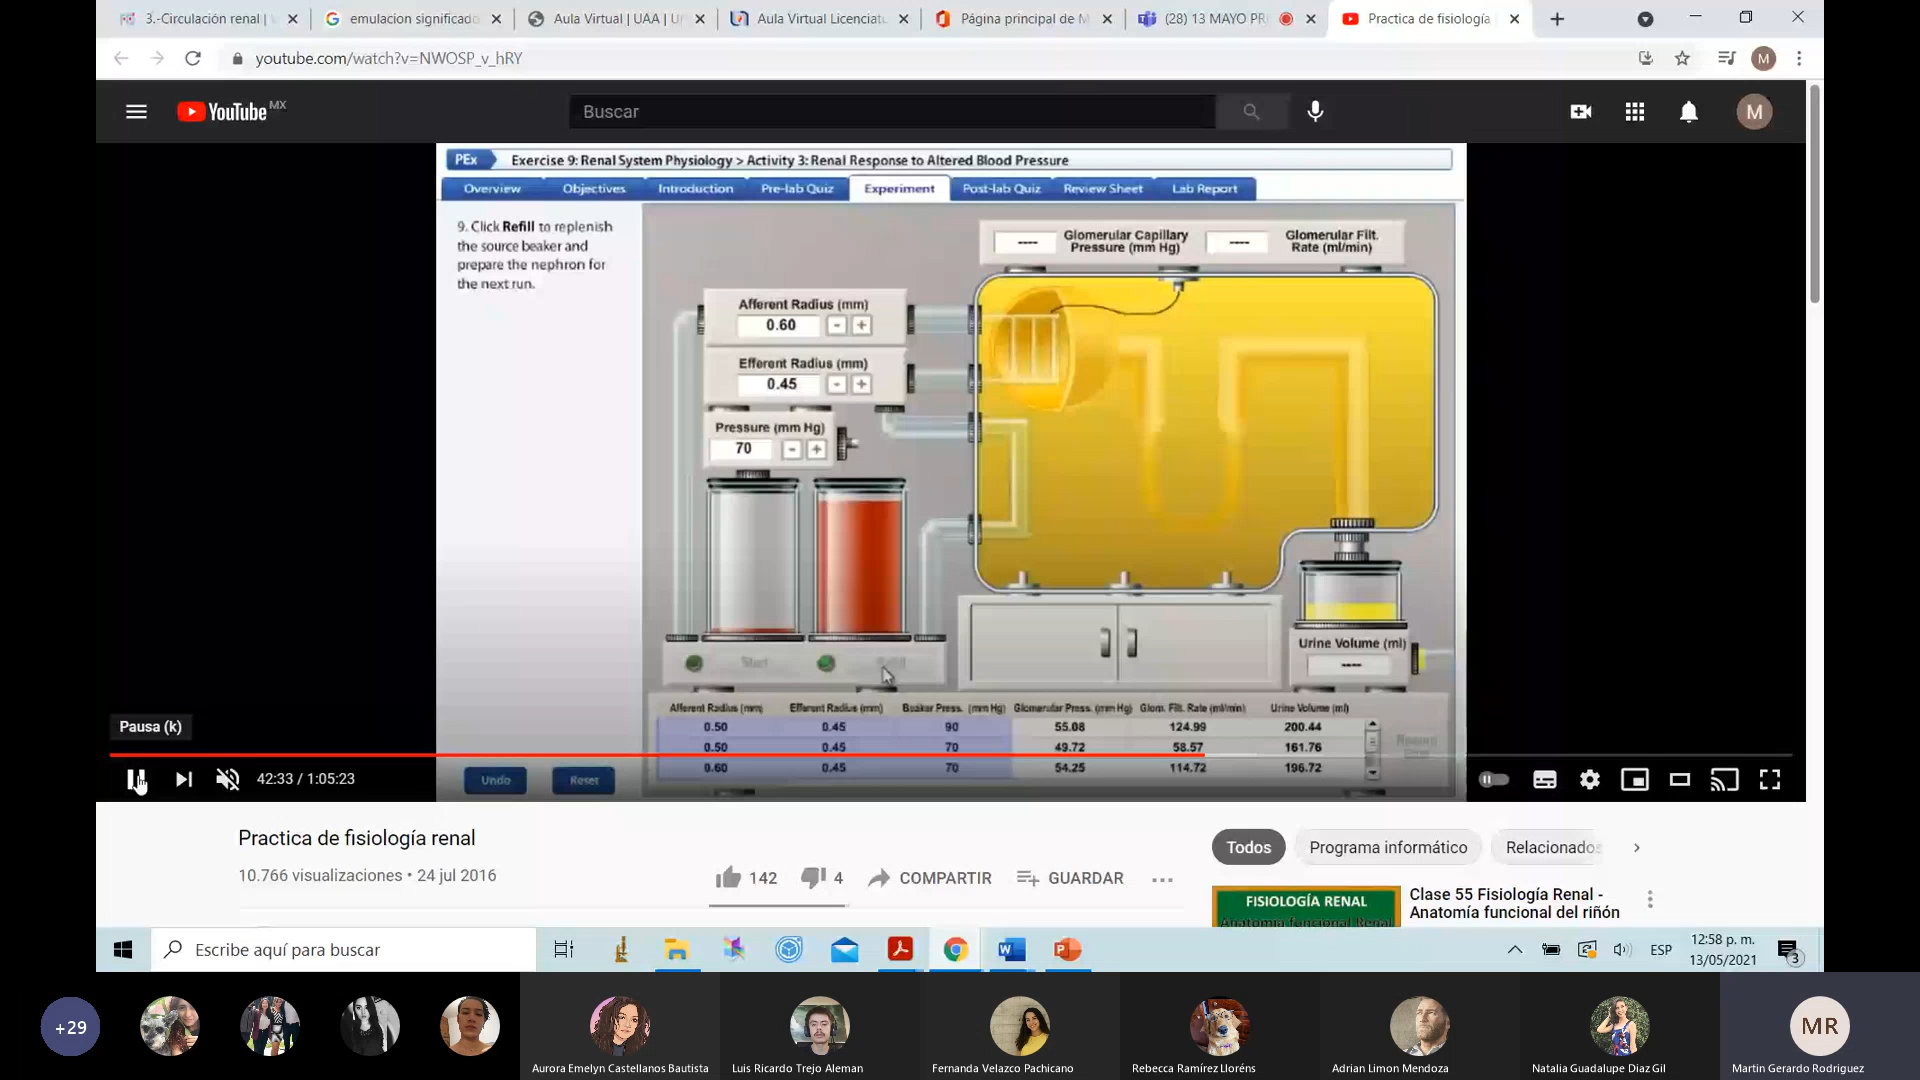 3.-Circulación renal |
emulacion significado
Aula Virtual | UAA | U
Aula Virtual Licenciatu
Página principal de M
(28) 13 MAYO PR
Practica de fisiología
youtube.com/watch?v=NWOSP_v_hRY
M
YouTube MX
Buscar
M
PEx
Exercise 9: Renal System Physiology > Activity 3: Renal Response to Altered Blood Pressure
Overview
Objectives
Introduction
Pre-lab Quiz
Experiment
Post-lab Quiz
Review Sheet
Lab Report
9. Click Refill to replenish
the source beaker and
prepare the nephron for
the next run.
----
Glomerular Capillary
Pressure (mm Hg)
----
Glomerular Filt.
Rate (ml/min)
Afferent Radius (mm)
0.60 - +
Efferent Radius (mm)
0.45 - +
Pressure (mm Hg)
70 - +
Start
Urine Volume (ml)
----
Afferent Radius (mm) Efferent Radius (mm) Beaker Press. (mm Hg) Glomerular Press. (mm Hg) Glom. Filt. Rate (ml/min) Urine Volume (ml)
0.50 0.45 90 55.08 124.99 200.44
0.50 0.45 70 49.72 58.57 161.76
0.60 0.45 70 54.25 114.72 196.72
Undo
Reset
Pausa (k)
42:33 / 1:05:23
Practica de fisiología renal
10.766 visualizaciones • 24 jul 2016
142
4
COMPARTIR
GUARDAR
Todos
Programa informático
Relacionados
FISIOLOGÍA RENAL
Anatomía funcional Renal
Clase 55 Fisiología Renal -
Anatomía funcional del riñón
Escribe aquí para buscar
ESP
12:58 p. m.
13/05/2021
3
+29
Aurora Emelyn Castellanos Bautista
Luis Ricardo Trejo Aleman
Fernanda Velazco Pachicano
Rebecca Ramírez Lloréns
Adrian Limon Mendoza
Natalia Guadalupe Diaz Gil
MR
Martin Gerardo Rodriguez